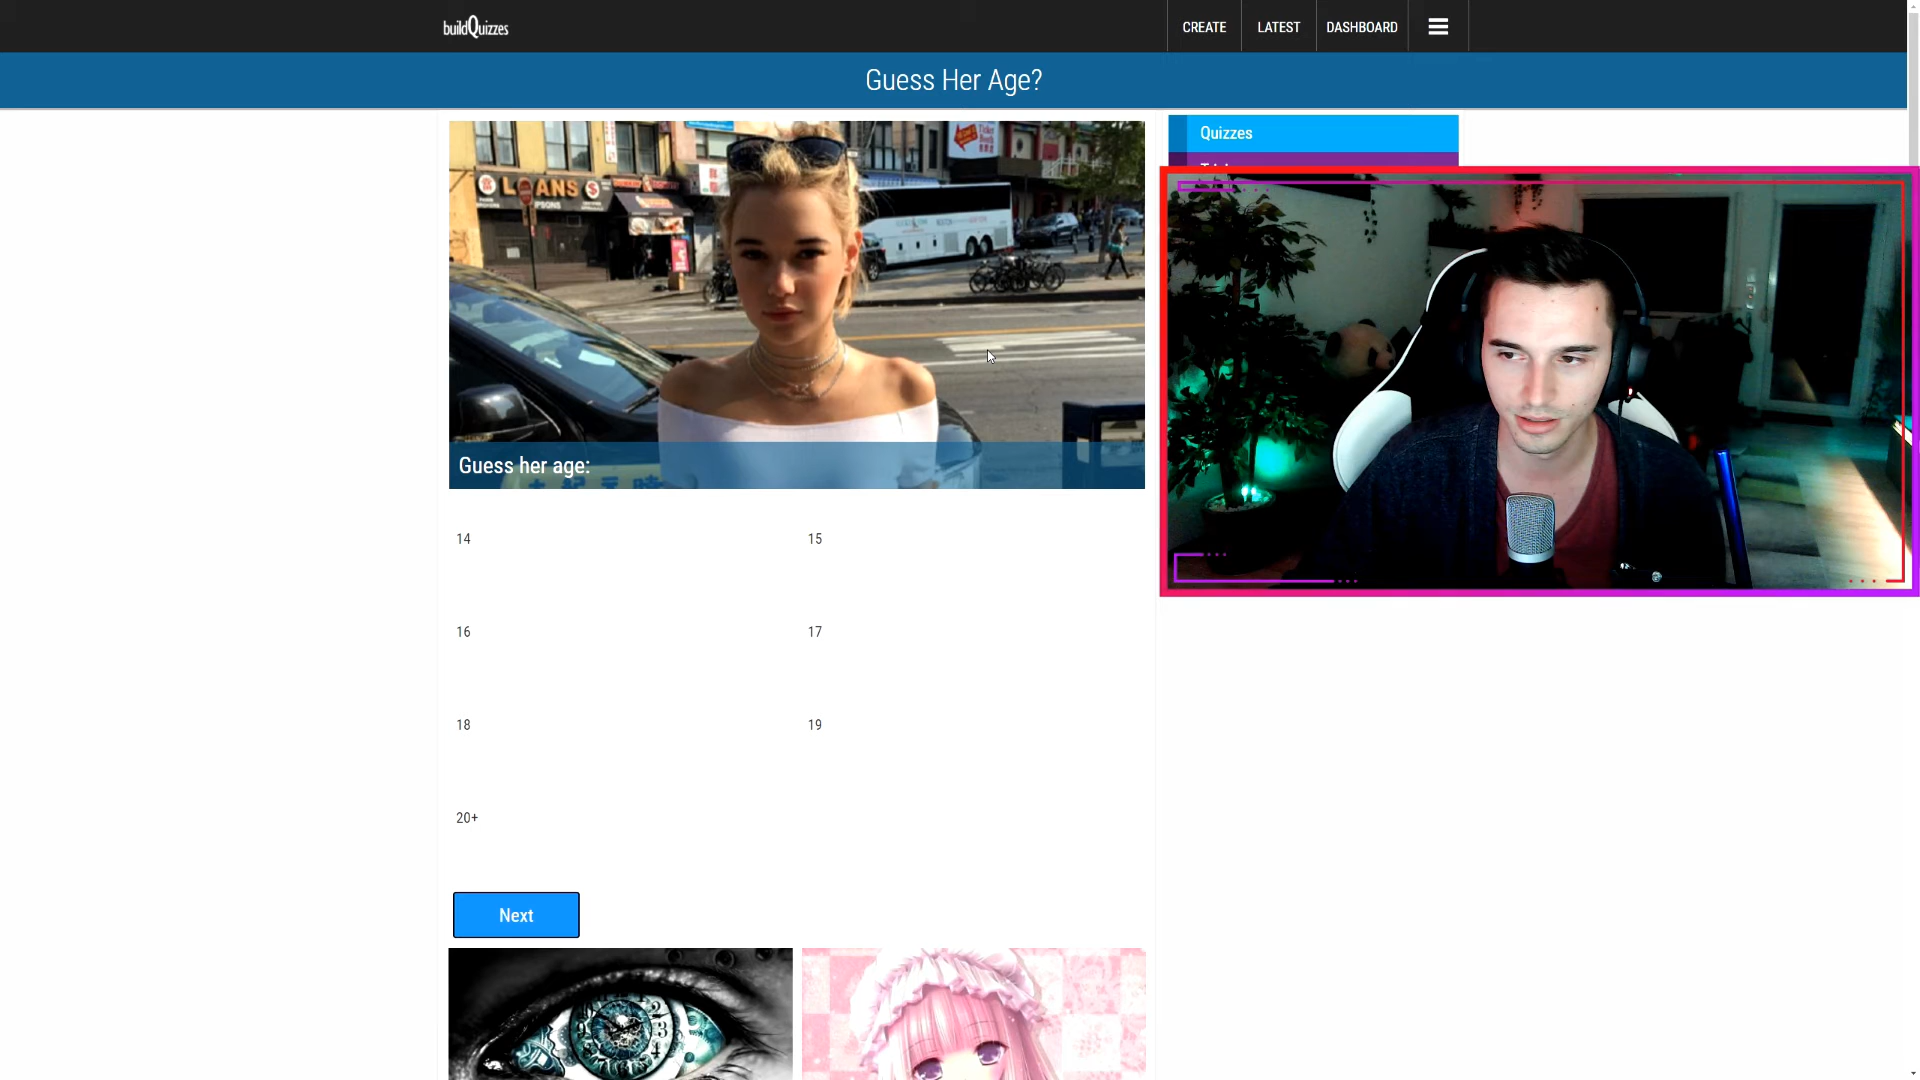 buildQuizzes
CREATE
LATEST
DASHBOARD
Guess Her Age?
Quizzes
LOANS $
Guess her age:
14
15
16
17
18
19
20+
Next